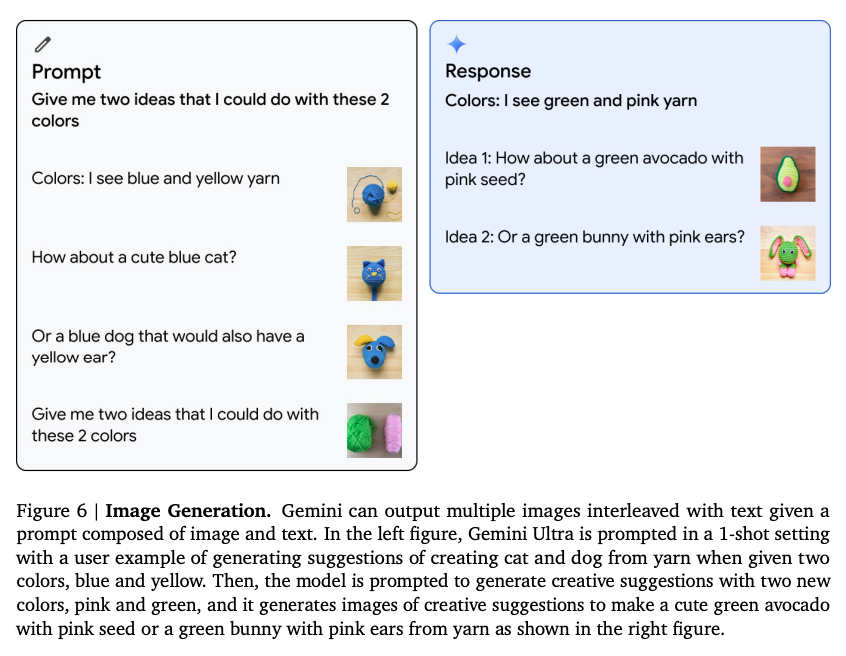 Prompt
Give me two ideas that I could do with these 2
colors
Colors: I see blue and yellow yarn
How about a cute blue cat?
Or a blue dog that would also have a
yellow ear?
Give me two ideas that I could do with
these 2 colors
Response
Colors: I see green and pink yarn
Idea 1: How about a green avocado with
pink seed?
Idea 2: Or a green bunny with pink ears?
Figure 6 | Image Generation. Gemini can output multiple images interleaved with text given a
prompt composed of image and text. In the left figure, Gemini Ultra is prompted in a 1-shot setting
with a user example of generating suggestions of creating cat and dog from yarn when given two
colors, blue and yellow. Then, the model is prompted to generate creative suggestions with two new
colors, pink and green, and it generates images of creative suggestions to make a cute green avocado
with pink seed or a green bunny with pink ears from yarn as shown in the right figure.